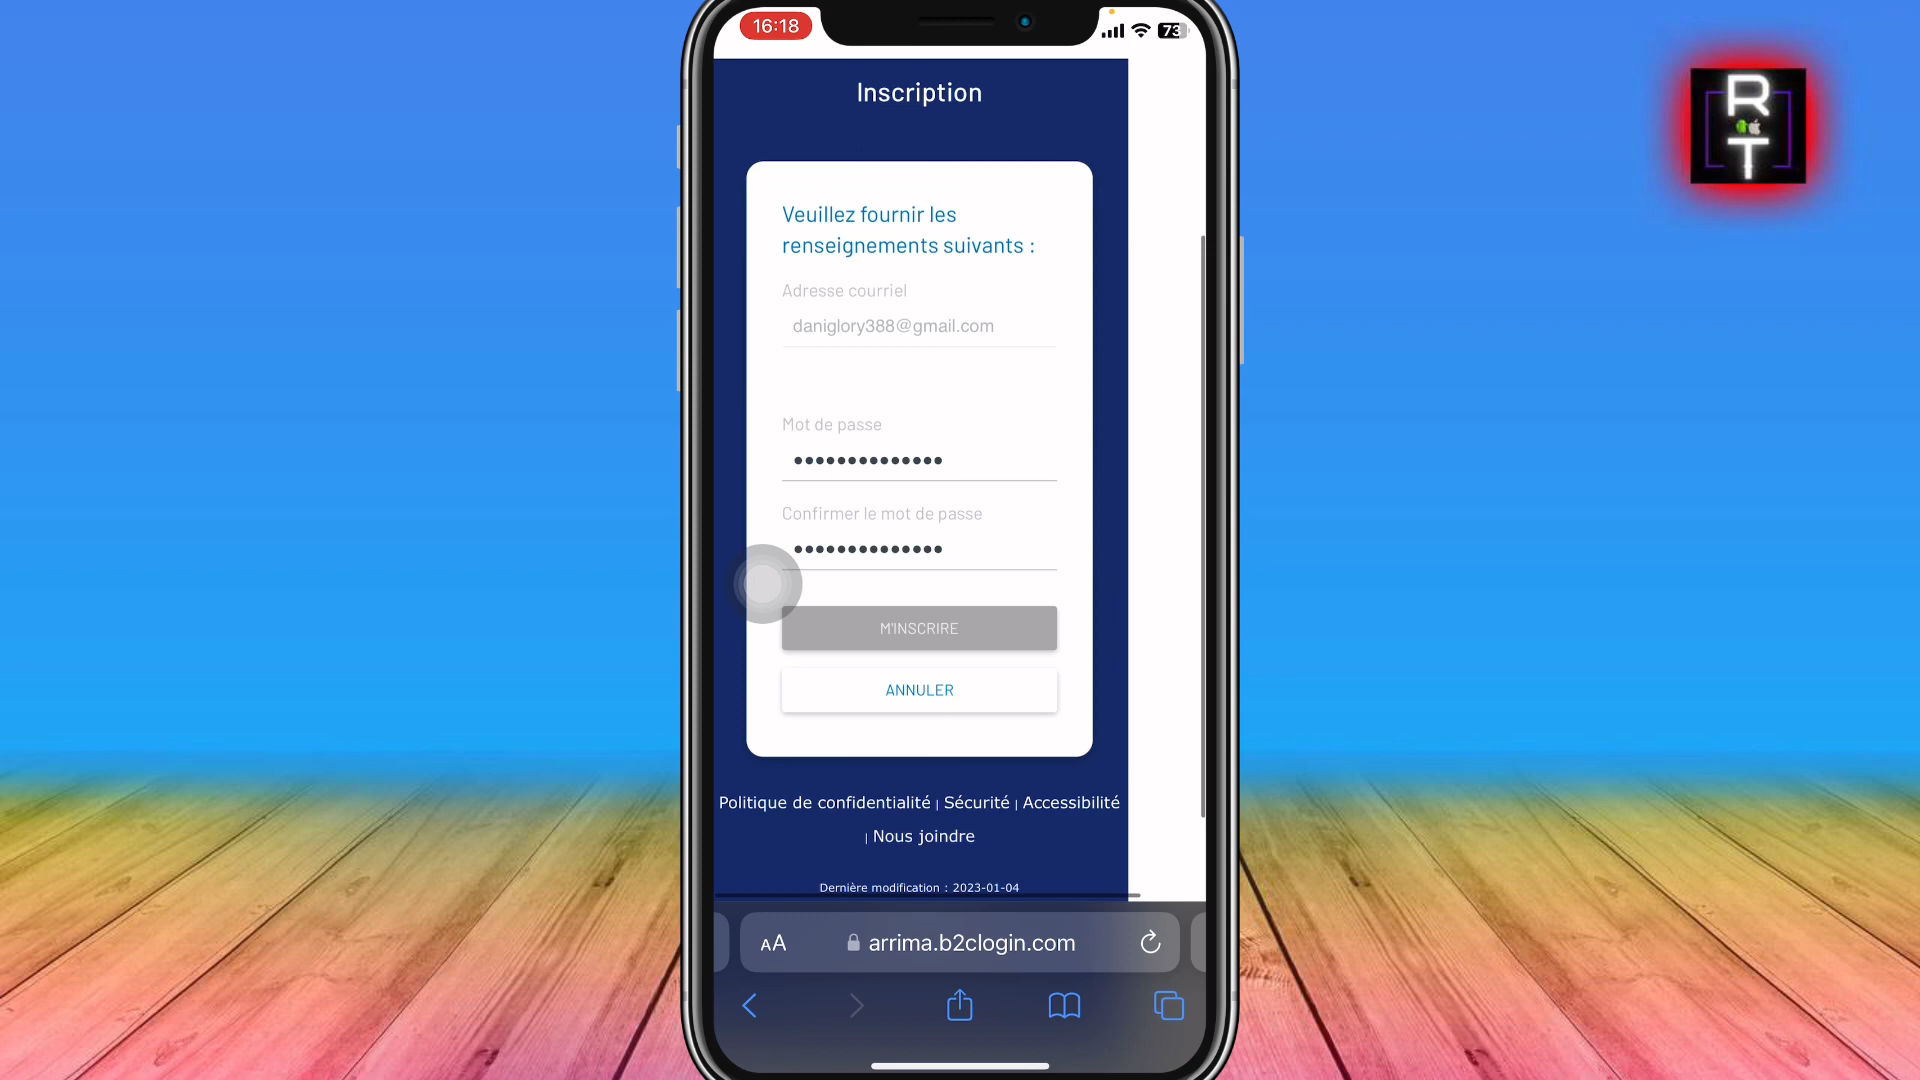 16:18
73
R
T
Inscription
Veuillez fournir les
renseignements suivants :
Adresse courriel
daniglory388@gmail.com
Mot de passe
••••••••••••••
Confirmer le mot de passe
••••••••••••••
M'INSCRIRE
ANNULER
Politique de confidentialité | Sécurité | Accessibilité
| Nous joindre
Dernière modification : 2023-01-04
AA
arrima.b2clogin.com